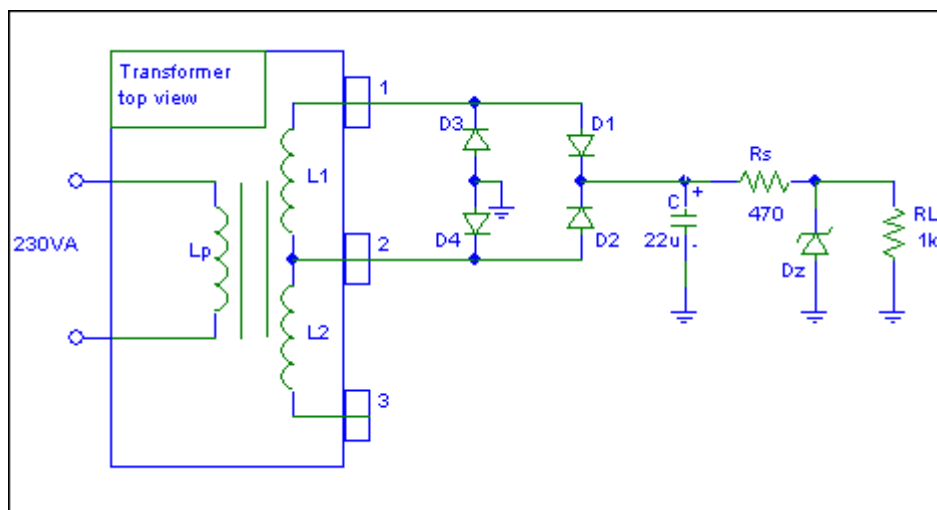 Transformer
top view
1
D3
D1
L1
Rs
C
+
470
RL
230VA
Lp
2
D4
D2
22u
-
Dz
1k
L2
3